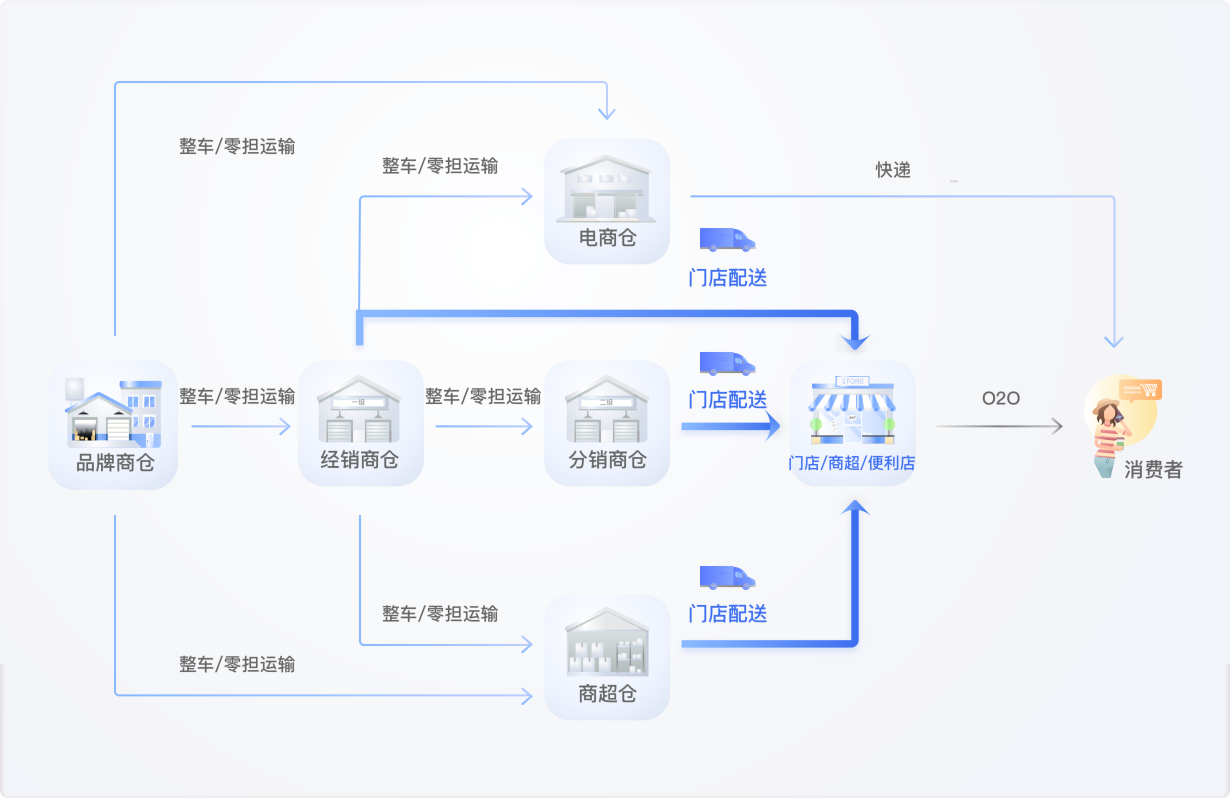 整车/零担运输
整车/零担运输
快递
电商仓
门店配送
整车/零担运输
整车/零担运输
门店配送
一级
二级
STORE
O2O
Online
品牌商仓
经销商仓
分销商仓
门店/商超/便利店
消费者
整车/零担运输
门店配送
整车/零担运输
商超仓